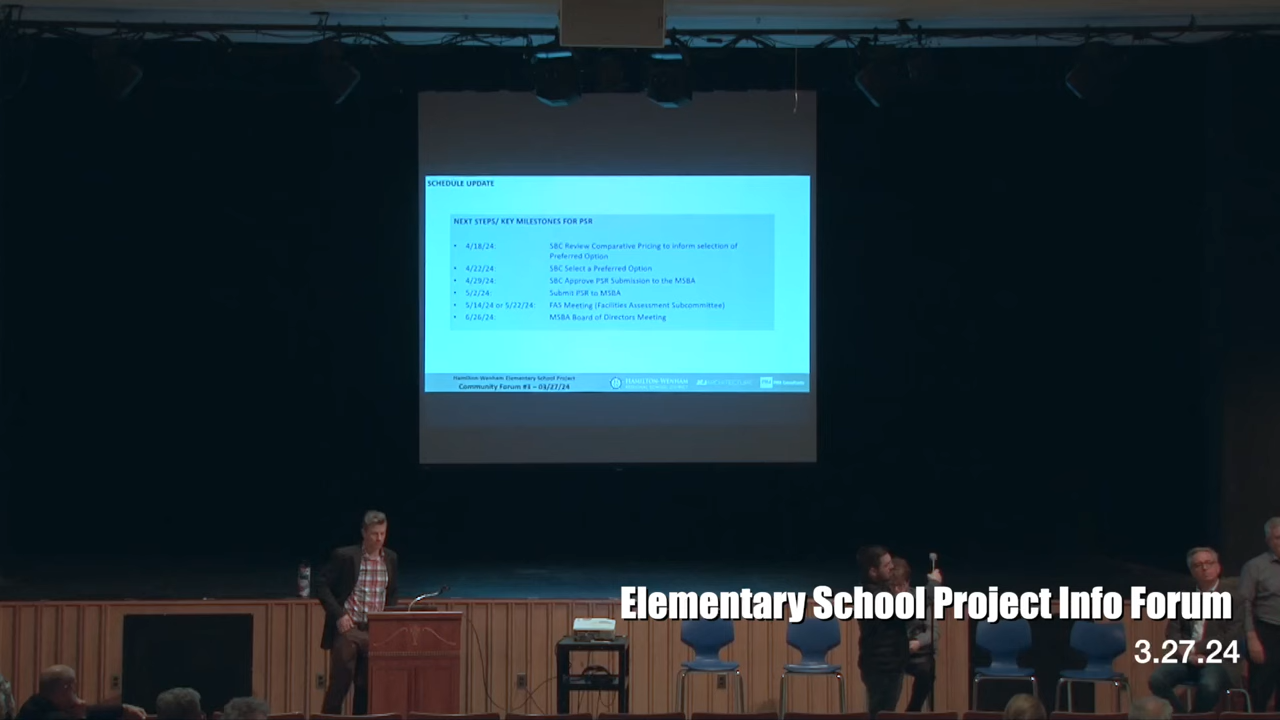 SCHEDULE UPDATE
NEXT STEPS/ KEY MILESTONES FOR PSR
• 4/18/24: SBC Review Comparative Pricing to inform selection of
Preferred Option
• 4/22/24: SBC Select a Preferred Option
• 4/29/24: SBC Approve PSR Submission to the MSBA
• 5/2/24: Submit PSR to MSBA
• 5/14/24 or 5/22/24: FAS Meeting (Facilities Assessment Subcommittee)
• 6/26/24: MSBA Board of Directors Meeting
Hamilton-Wenham Elementary School Project
Community Forum #3 – 03/27/24
HAMILTON-WENHAM
Elementary School Project Info Forum
3.27.24